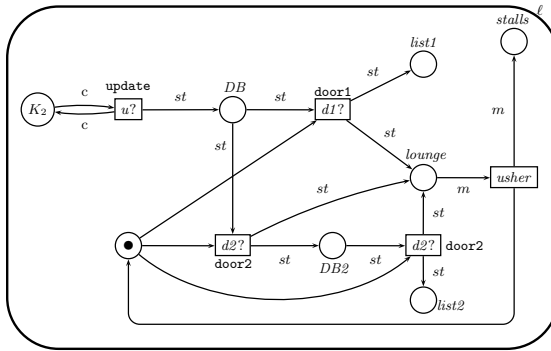 stalls ℓ
list1
st
update DB door1
K₂ c u? st st d1? m
c
st st
lounge
st m usher
st
d2? d2? door2
door2 st DB2 st
st
list2